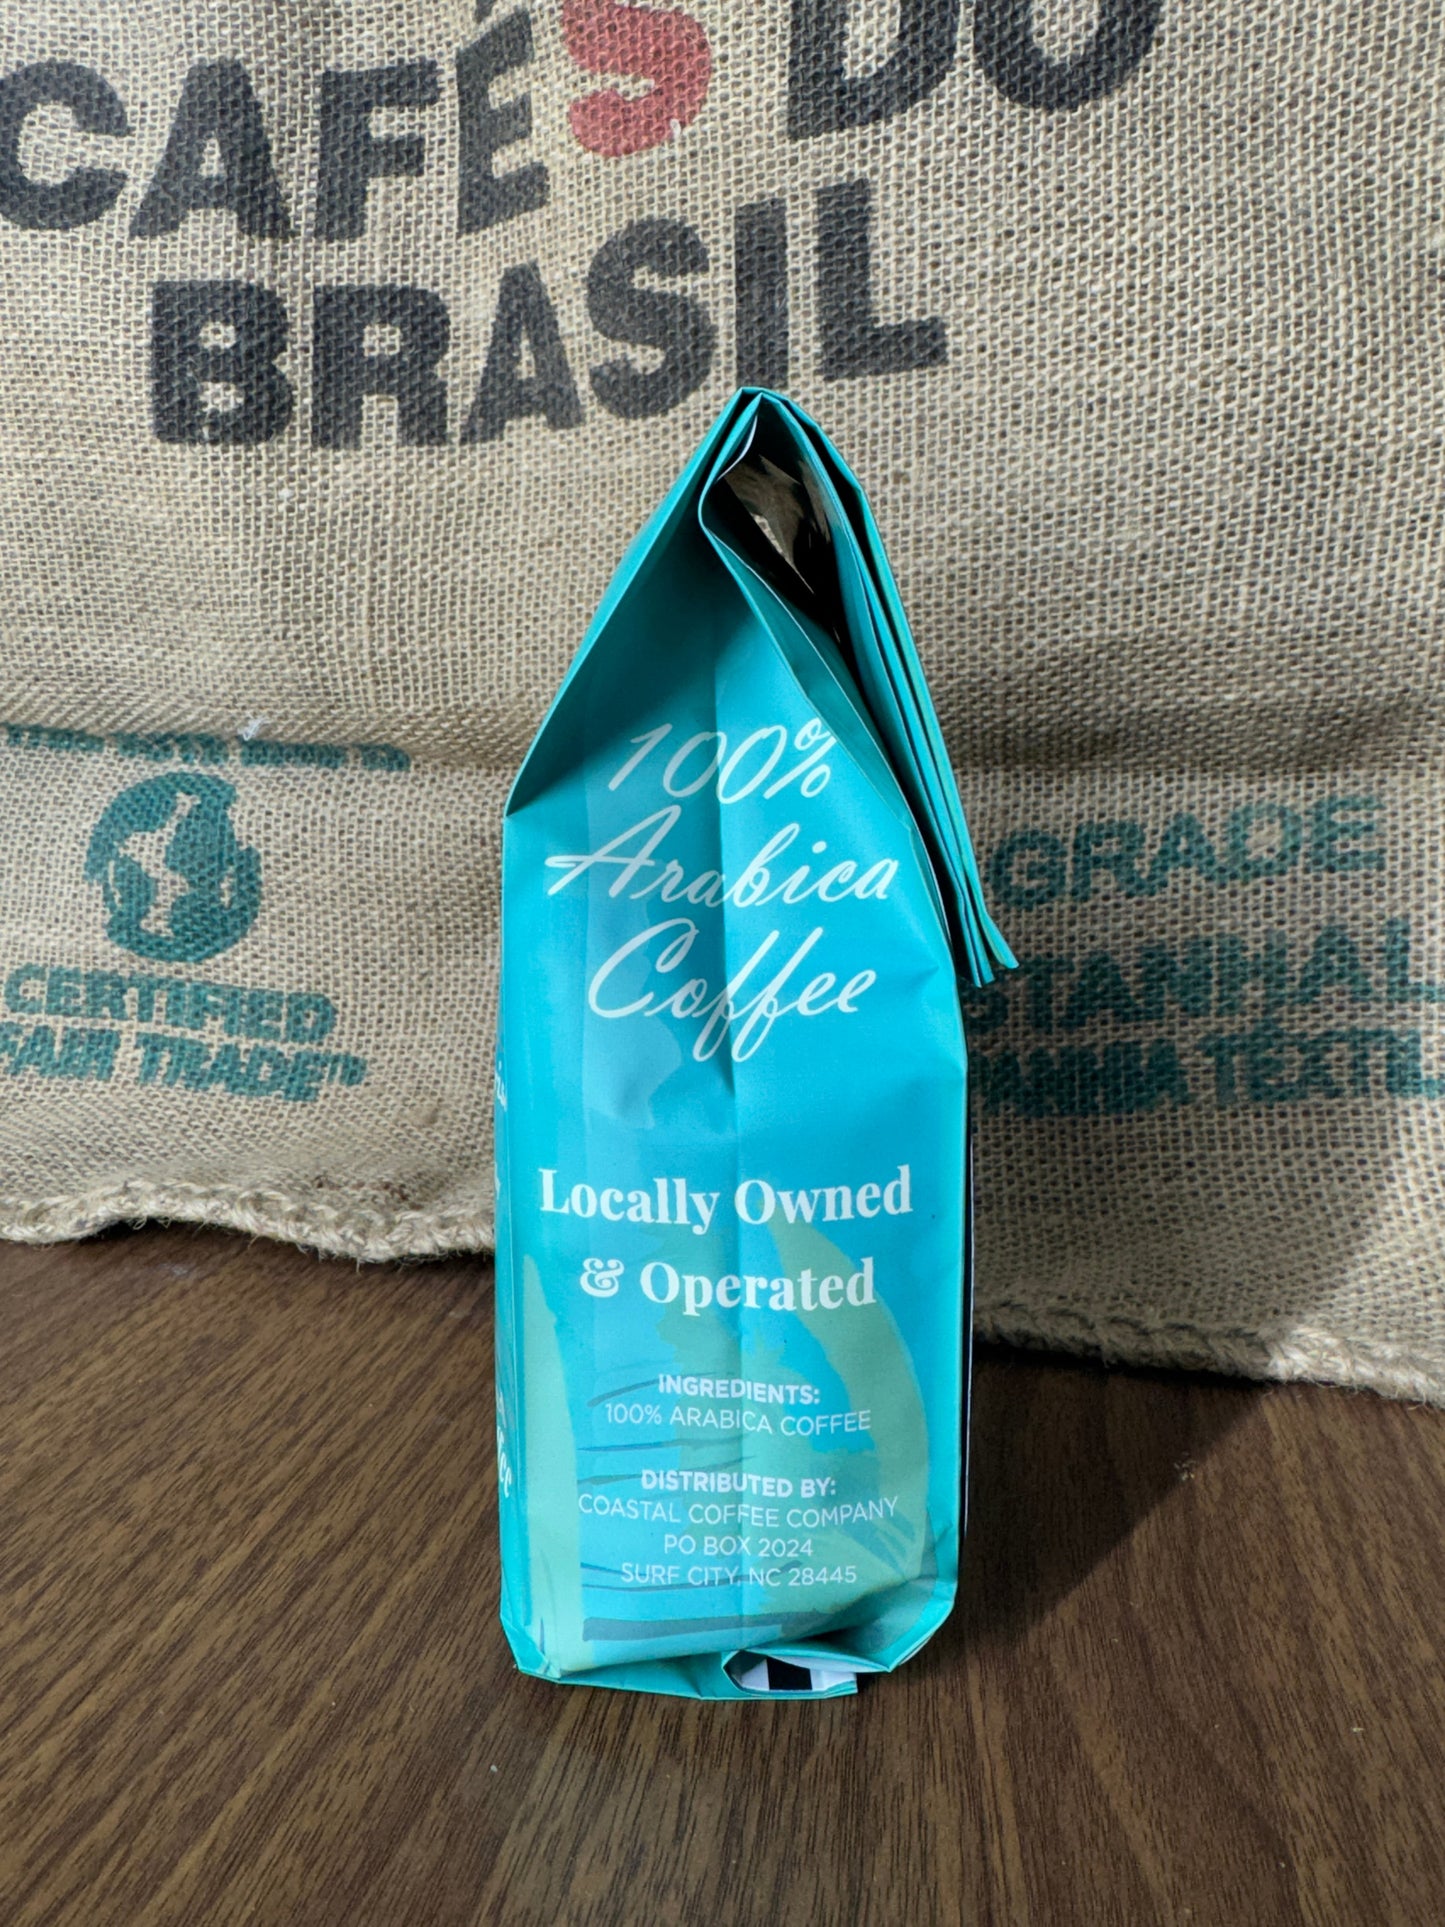 CAFÉS DO
BRASIL
CERTIFIED
FAIR TRADE
GRADE
100%
Arabica
Coffee
Locally Owned
& Operated
INGREDIENTS:
100% ARABICA COFFEE
DISTRIBUTED BY:
COASTAL COFFEE COMPANY
PO BOX 2024
SURF CITY, NC 28445